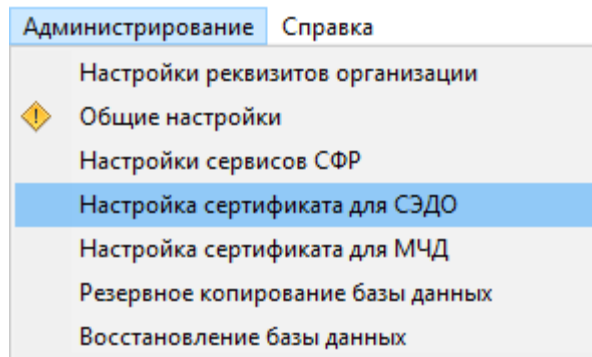 Администрирование Справка
Настройки реквизитов организации
Общие настройки
Настройки сервисов СФР
Настройка сертификата для СЭДО
Настройка сертификата для МЧД
Резервное копирование базы данных
Восстановление базы данных